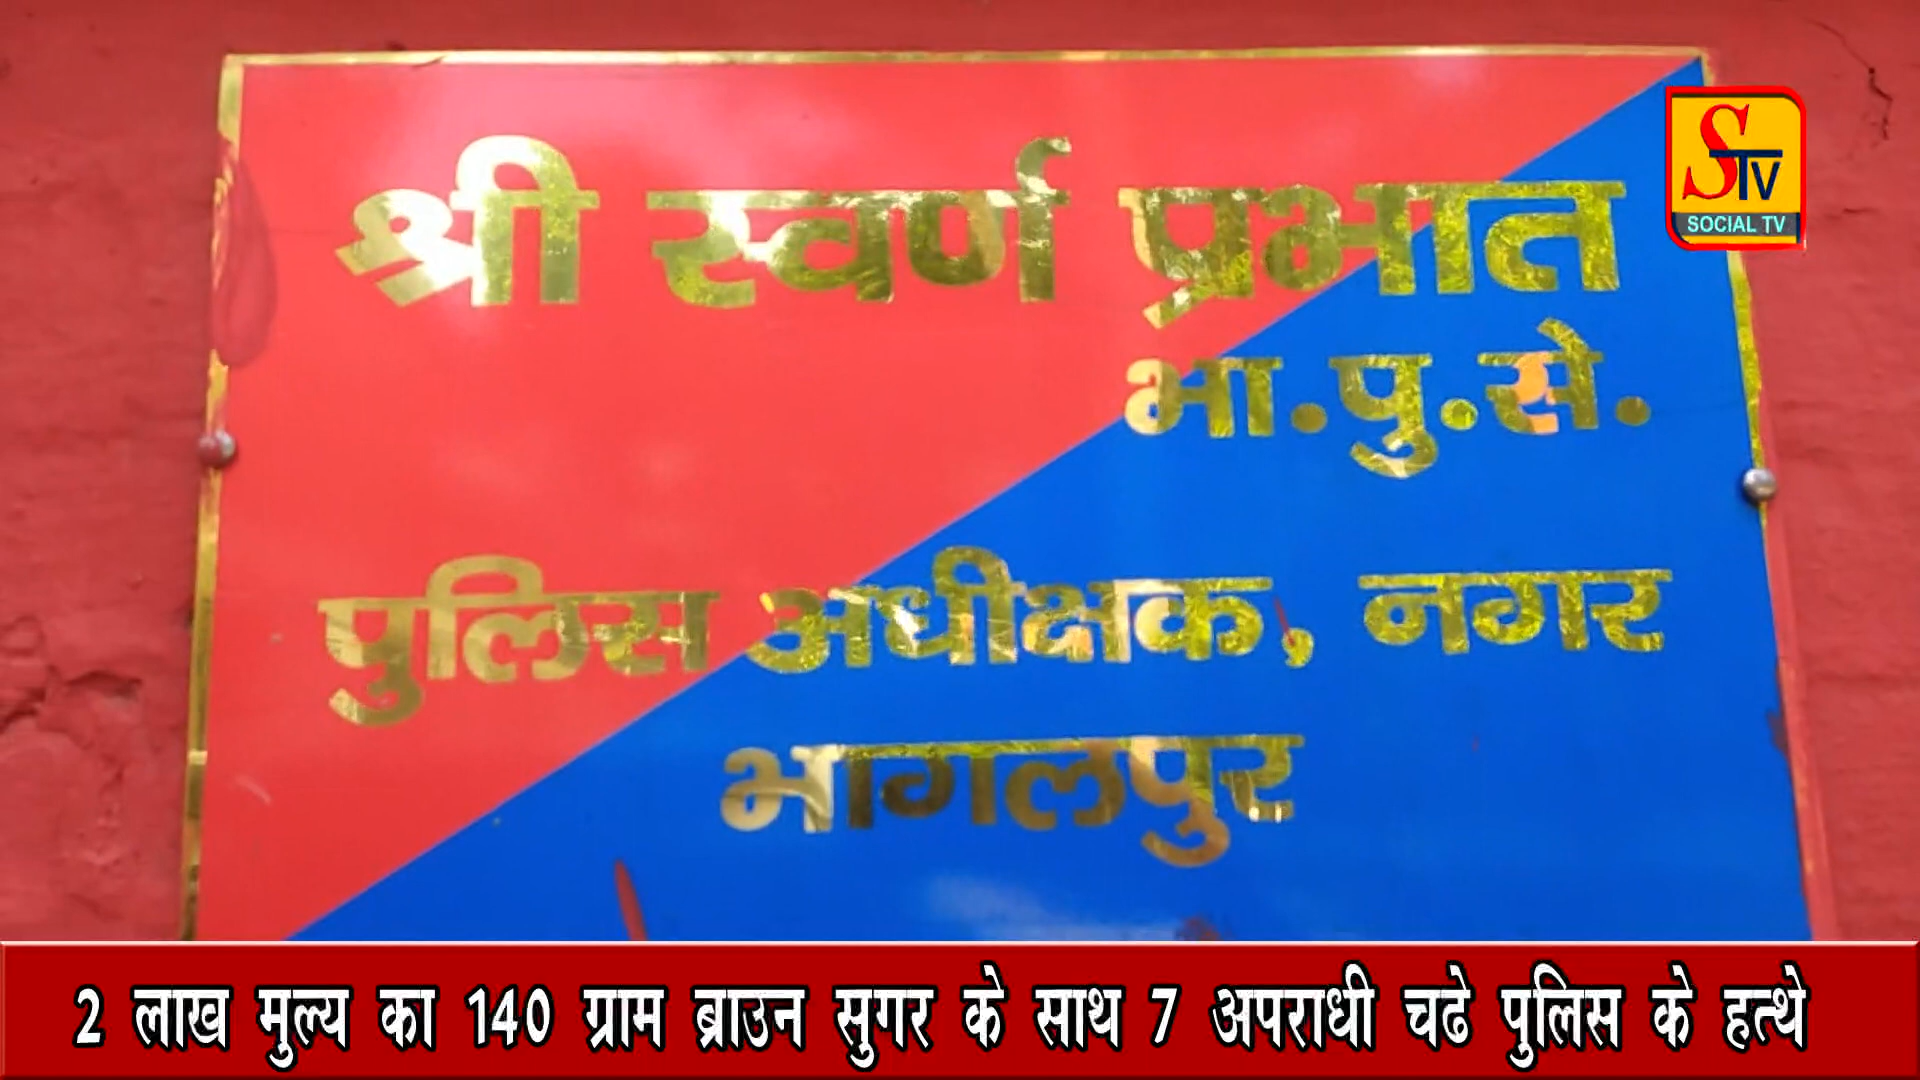 श्री स्वर्ण प्रभात
भा.पु.से.
पुलिस अधीक्षक, नगर
भागलपुर
STV
SOCIAL TV
2 लाख मुल्य का 140 ग्राम ब्राउन सुगर के साथ 7 अपराधी चढे पुलिस के हत्थे